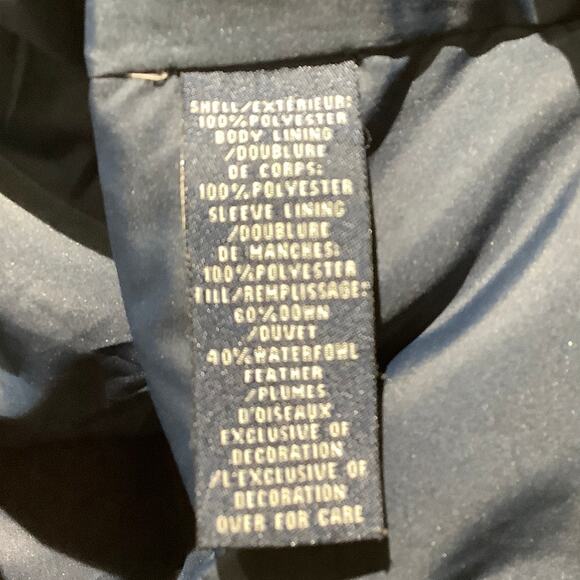 SHELL/EXTÉRIEUR:
100%POLYESTER
BODY LINING
/DOUBLURE
DE CORPS:
100%POLYESTER
SLEEVE LINING
/DOUBLURE
DE MANCHES:
100%POLYESTER
FILL/REMPLISSAGE:
60%DOWN
/DUVET
40%WATERFOWL
FEATHER
/PLUMES
D'OISEAUX
EXCLUSIVE OF
DECORATION
/L'EXCLUSIVE OF
DECORATION
OVER FOR CARE